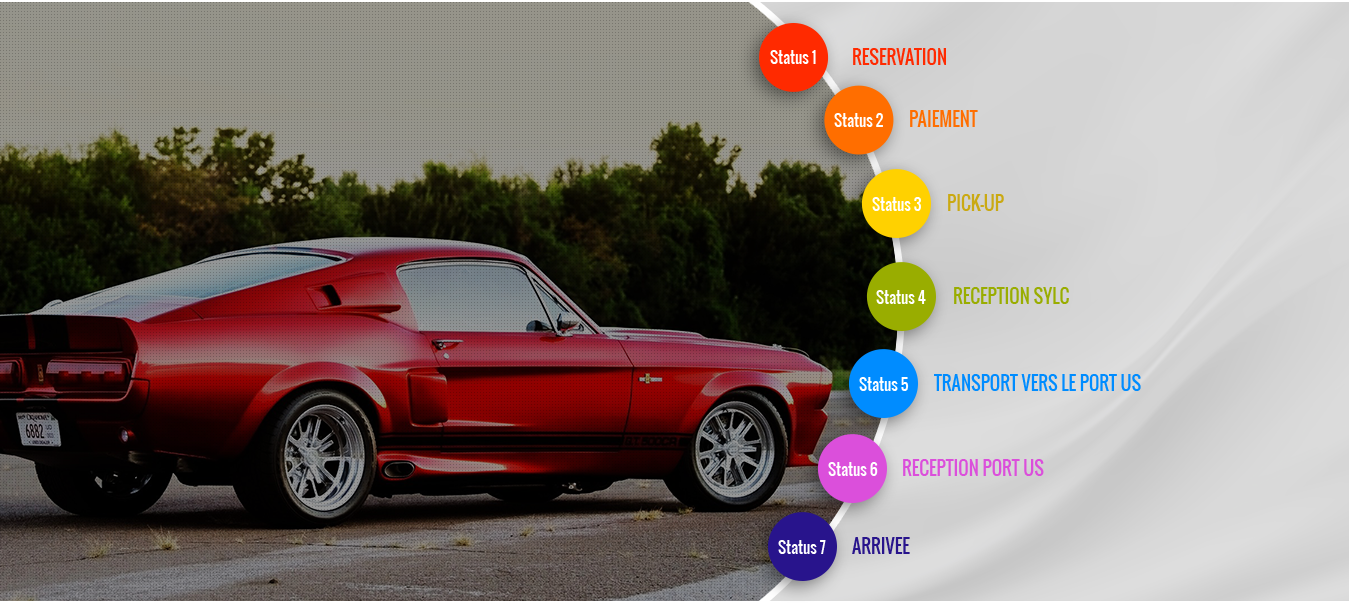 Status 1 RESERVATION
Status 2 PAIEMENT
Status 3 PICK-UP
Status 4 RECEPTION SYLC
Status 5 TRANSPORT VERS LE PORT US
Status 6 RECEPTION PORT US
Status 7 ARRIVEE
6882